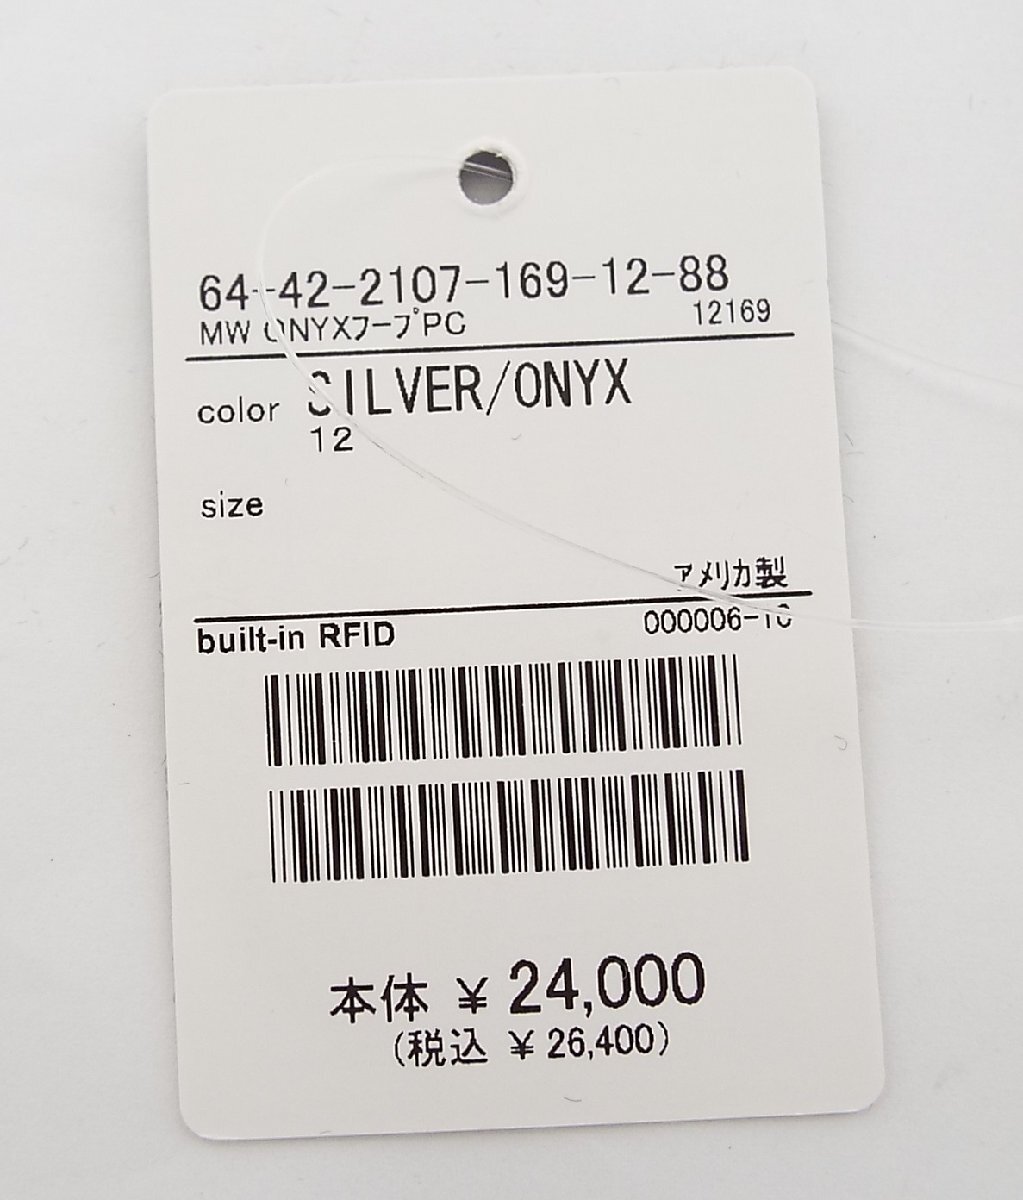 64-42-2107-169-12-88
MW ONYXフープPC 12169
color SILVER/ONYX
12
size
アメリカ製
built-in RFID 000006-10
本体 ¥ 24,000
(税込 ¥ 26,400)